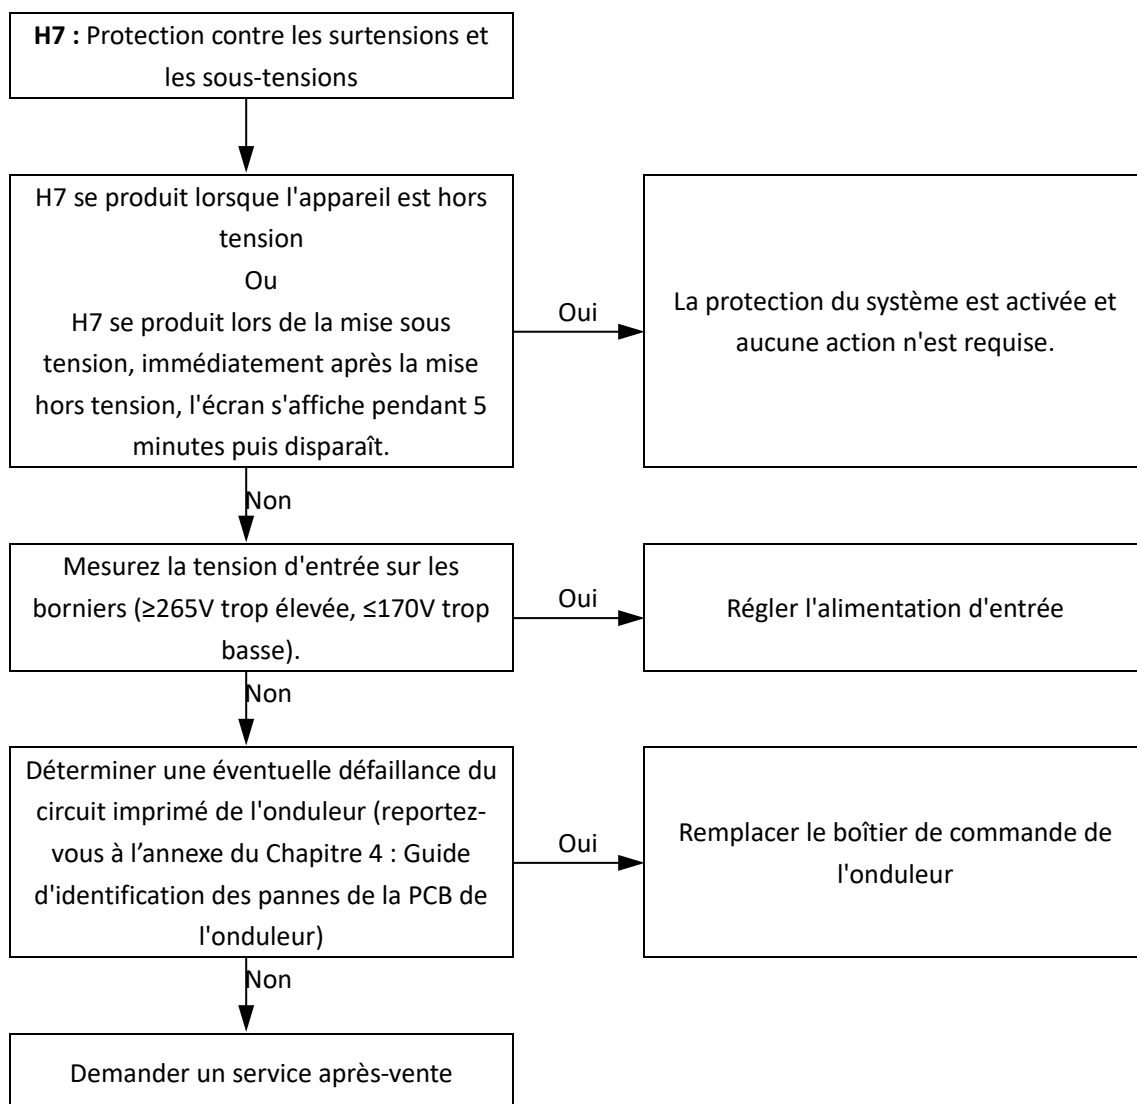 H7 : Protection contre les surtensions et
les sous-tensions
H7 se produit lorsque l'appareil est hors
tension
Ou
H7 se produit lors de la mise sous
tension, immédiatement après la mise
hors tension, l'écran s'affiche pendant 5
minutes puis disparaît.
Oui
La protection du système est activée et
aucune action n'est requise.
Non
Mesurez la tension d'entrée sur les
borniers (≥265V trop élevée, ≤170V trop
basse).
Oui
Régler l'alimentation d'entrée
Non
Déterminer une éventuelle défaillance du
circuit imprimé de l'onduleur (reportez-
vous à l’annexe du Chapitre 4 : Guide
d'identification des pannes de la PCB de
l'onduleur)
Oui
Remplacer le boîtier de commande de
l'onduleur
Non
Demander un service après-vente